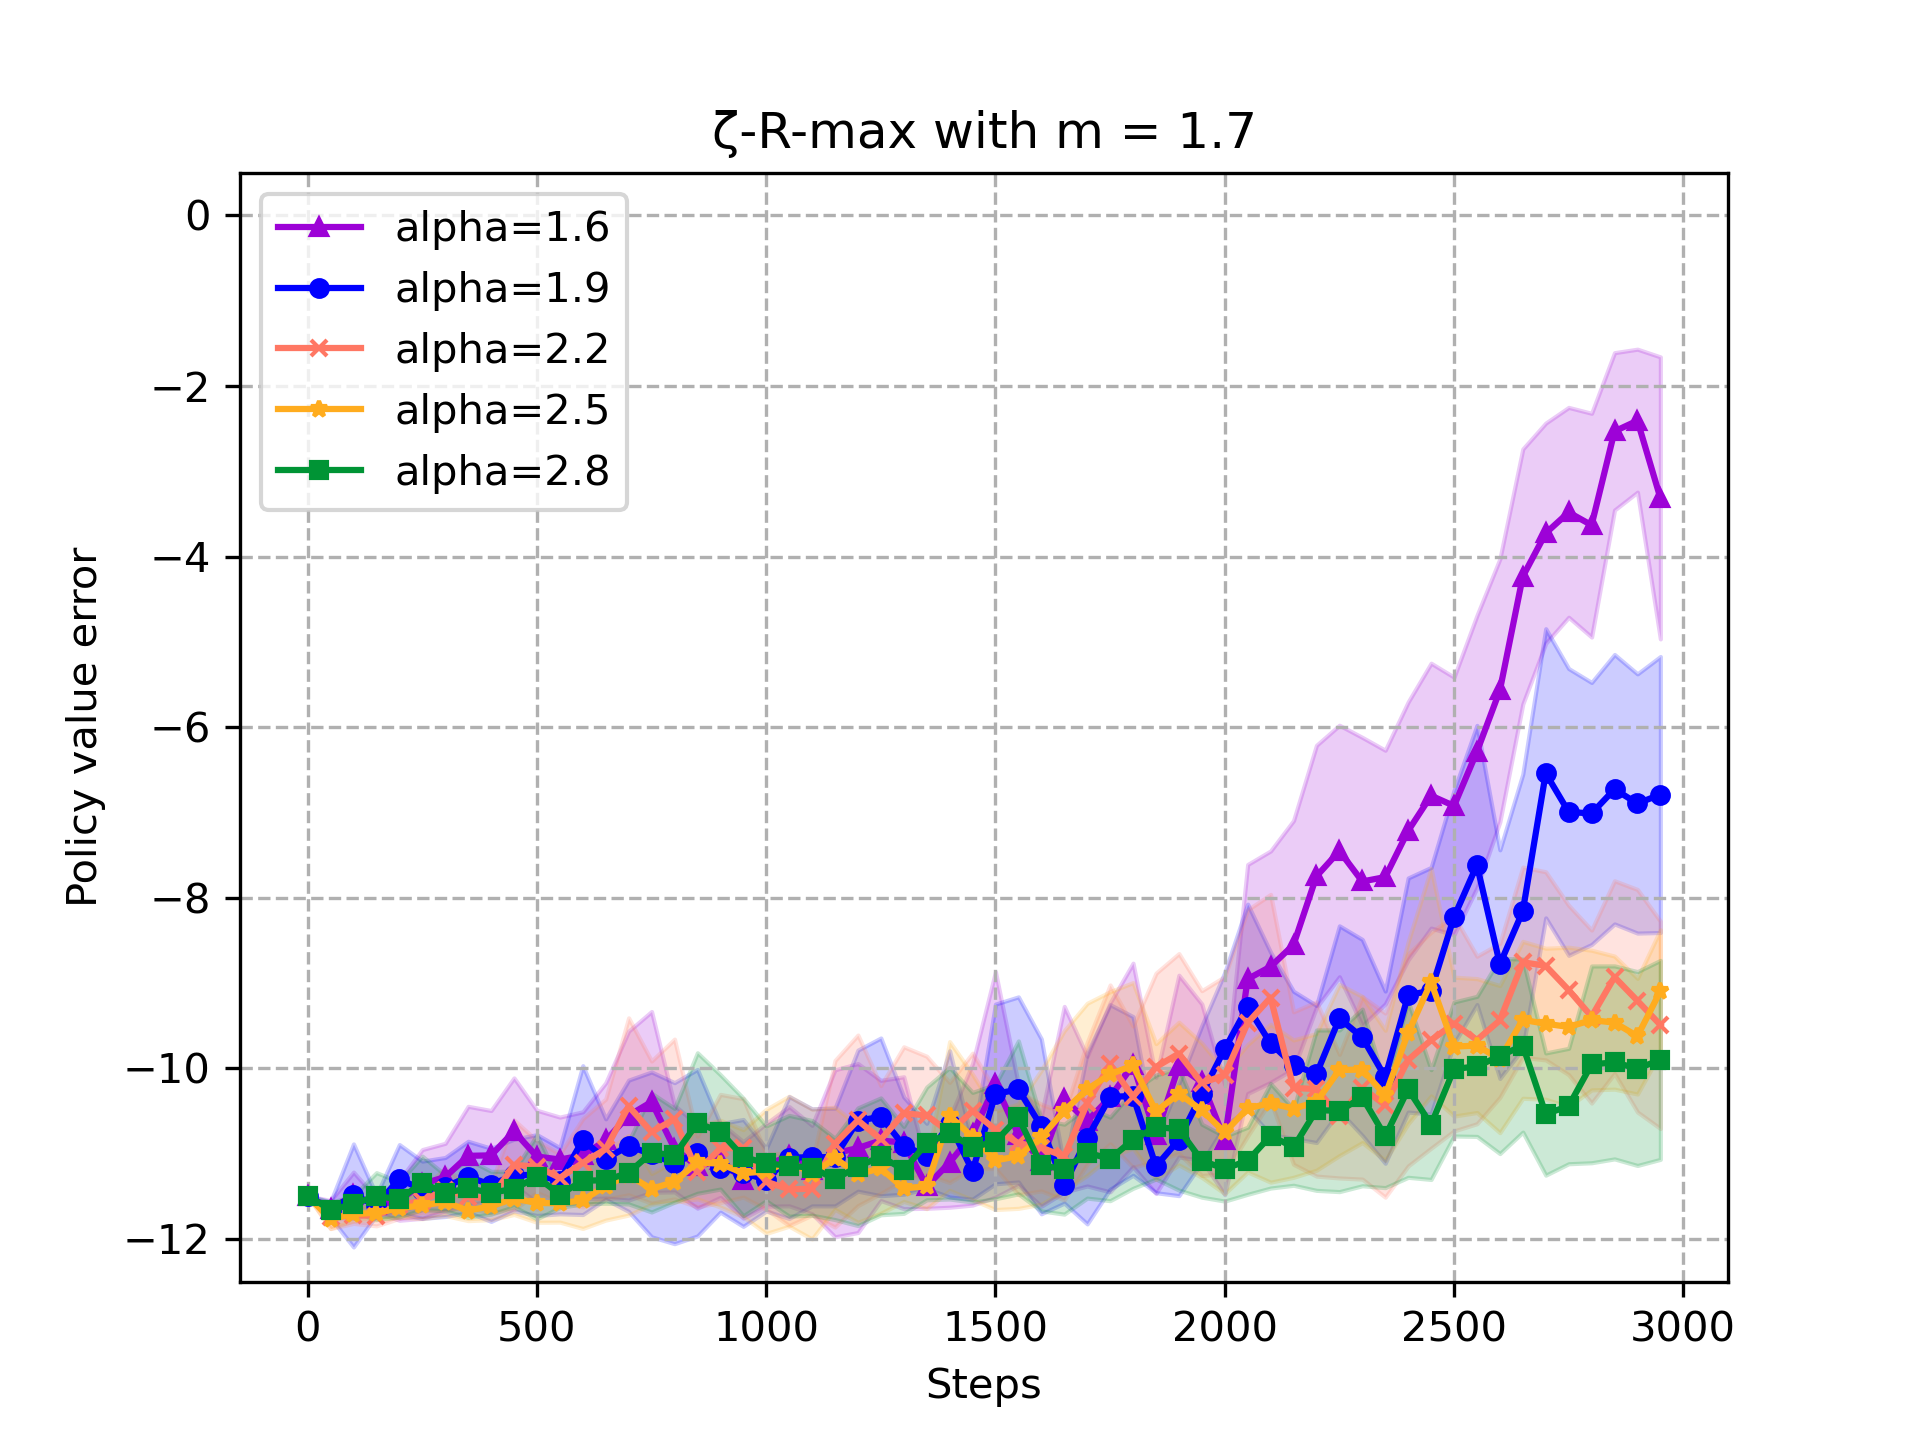 ζ-R-max with m = 1.7
alpha=1.6
alpha=1.9
alpha=2.2
alpha=2.5
alpha=2.8
Policy value error
0
−2
−4
−6
−8
−10
−12
0 500 1000 1500 2000 2500 3000
Steps